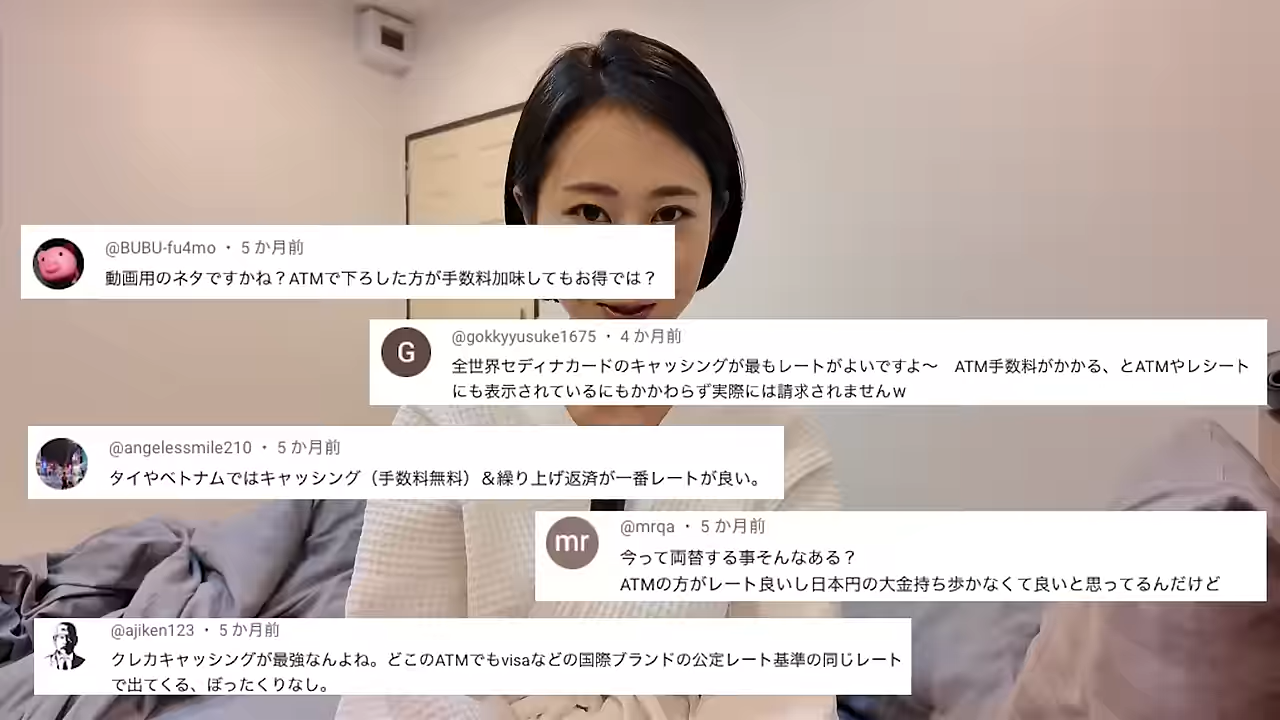 @BUBU-fu4mo ・ 5 か月前
動画用のネタですかね？ATMで下ろした方が手数料加味してもお得では？
G
@gokkyyusuke1675 ・ 4 か月前
全世界セディナカードのキャッシングが最もレートがよいですよ〜　ATM手数料がかかる、とATMやレシート
にも表示されているにもかかわらず実際には請求されませんｗ
@angelessmile210 ・ 5 か月前
タイやベトナムではキャッシング（手数料無料）＆繰り上げ返済が一番レートが良い。
mr
@mrqa ・ 5 か月前
今って両替する事そんなある？
ATMの方がレート良いし日本円の大金持ち歩かなくて良いと思ってるんだけど
@ajiken123 ・ 5 か月前
クレカキャッシングが最強なんよね。どこのATMでもvisaなどの国際ブランドの公定レート基準の同じレート
で出てくる、ぼったくりなし。